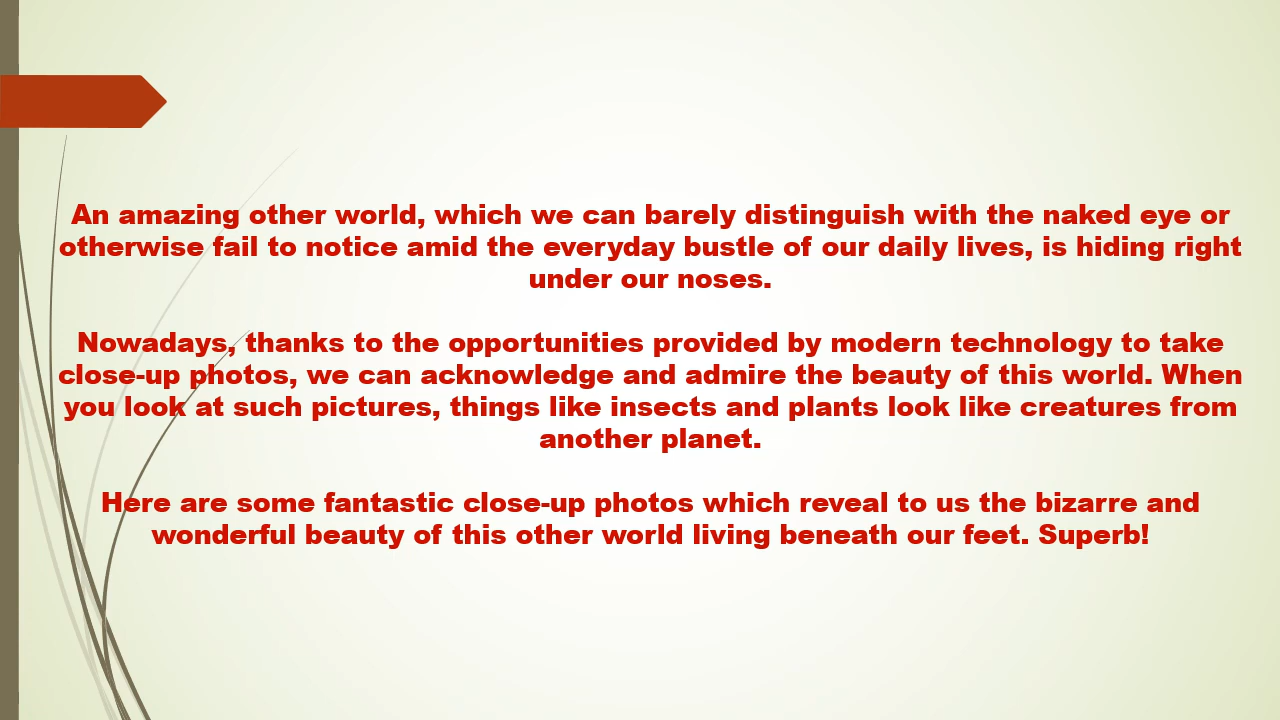 An amazing other world, which we can barely distinguish with the naked eye or
otherwise fail to notice amid the everyday bustle of our daily lives, is hiding right
under our noses.
Nowadays, thanks to the opportunities provided by modern technology to take
close-up photos, we can acknowledge and admire the beauty of this world. When
you look at such pictures, things like insects and plants look like creatures from
another planet.
Here are some fantastic close-up photos which reveal to us the bizarre and
wonderful beauty of this other world living beneath our feet. Superb!